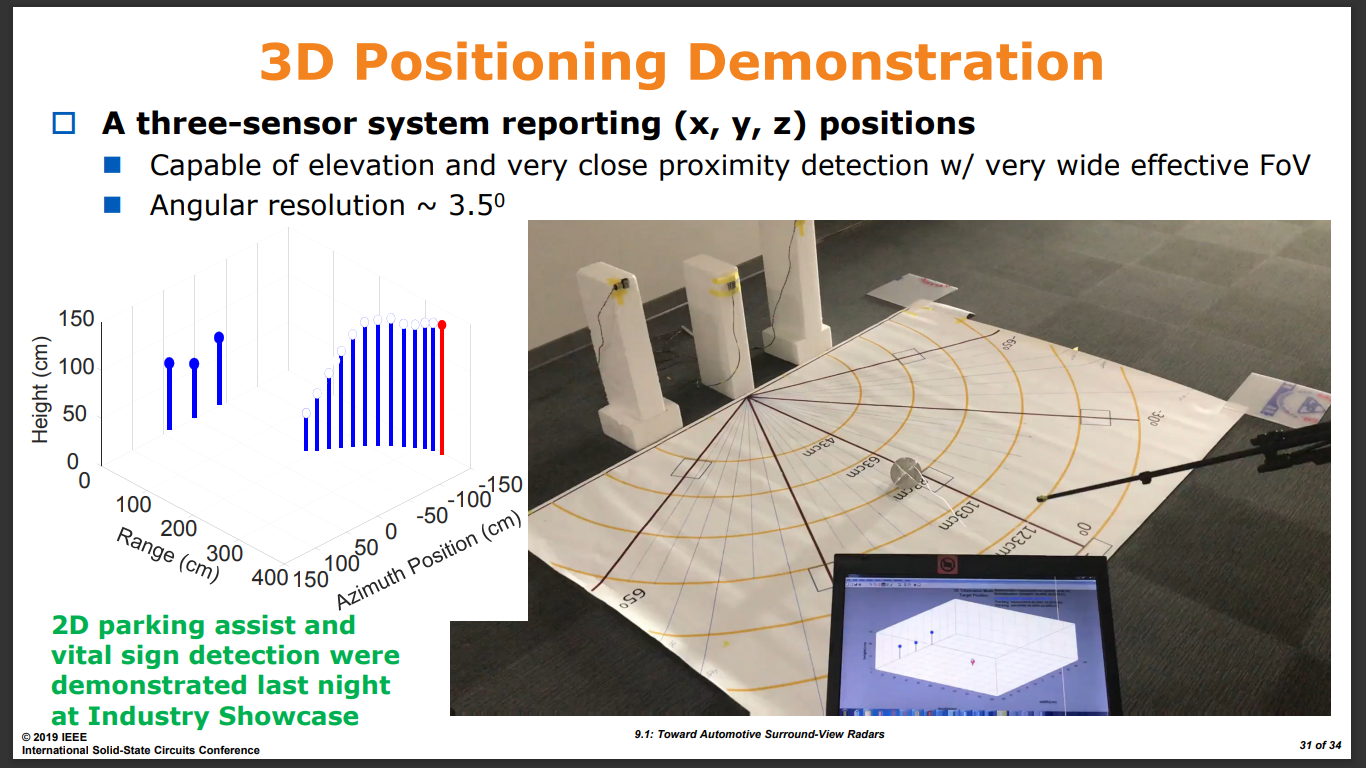 3D Positioning Demonstration
A three-sensor system reporting (x, y, z) positions
Capable of elevation and very close proximity detection w/ very wide effective FoV
Angular resolution ~ 3.5⁰
150
100
50
0
Height (cm)
0
100
200
300
400
Range (cm)
150
100
50
0
-50
-100
-150
Azimuth Position (cm)
-65⁰
-30⁰
0⁰
65⁰
43cm
63cm
103cm
123cm
2D parking assist and
vital sign detection were
demonstrated last night
at Industry Showcase
© 2019 IEEE
International Solid-State Circuits Conference
9.1: Toward Automotive Surround-View Radars
31 of 34